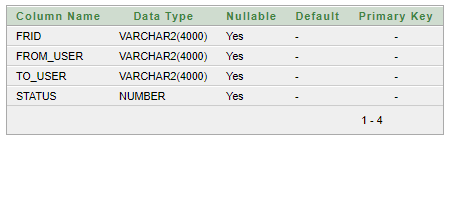 Column Name Data Type Nullable Default Primary Key
FRID VARCHAR2(4000) Yes - -
FROM_USER VARCHAR2(4000) Yes - -
TO_USER VARCHAR2(4000) Yes - -
STATUS NUMBER Yes - -
1 - 4